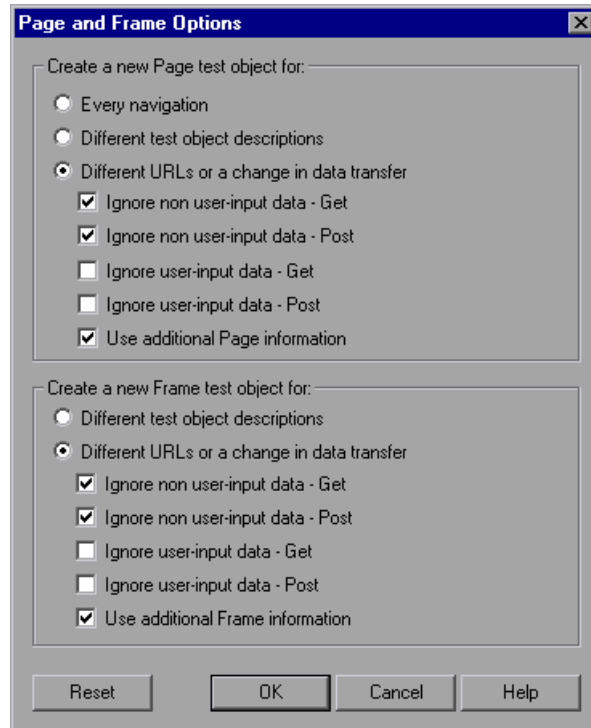 Page and Frame Options
Create a new Page test object for:
Every navigation
Different test object descriptions
Different URLs or a change in data transfer
Ignore non user-input data - Get
Ignore non user-input data - Post
Ignore user-input data - Get
Ignore user-input data - Post
Use additional Page information
Create a new Frame test object for:
Different test object descriptions
Different URLs or a change in data transfer
Ignore non user-input data - Get
Ignore non user-input data - Post
Ignore user-input data - Get
Ignore user-input data - Post
Use additional Frame information
Reset OK Cancel Help